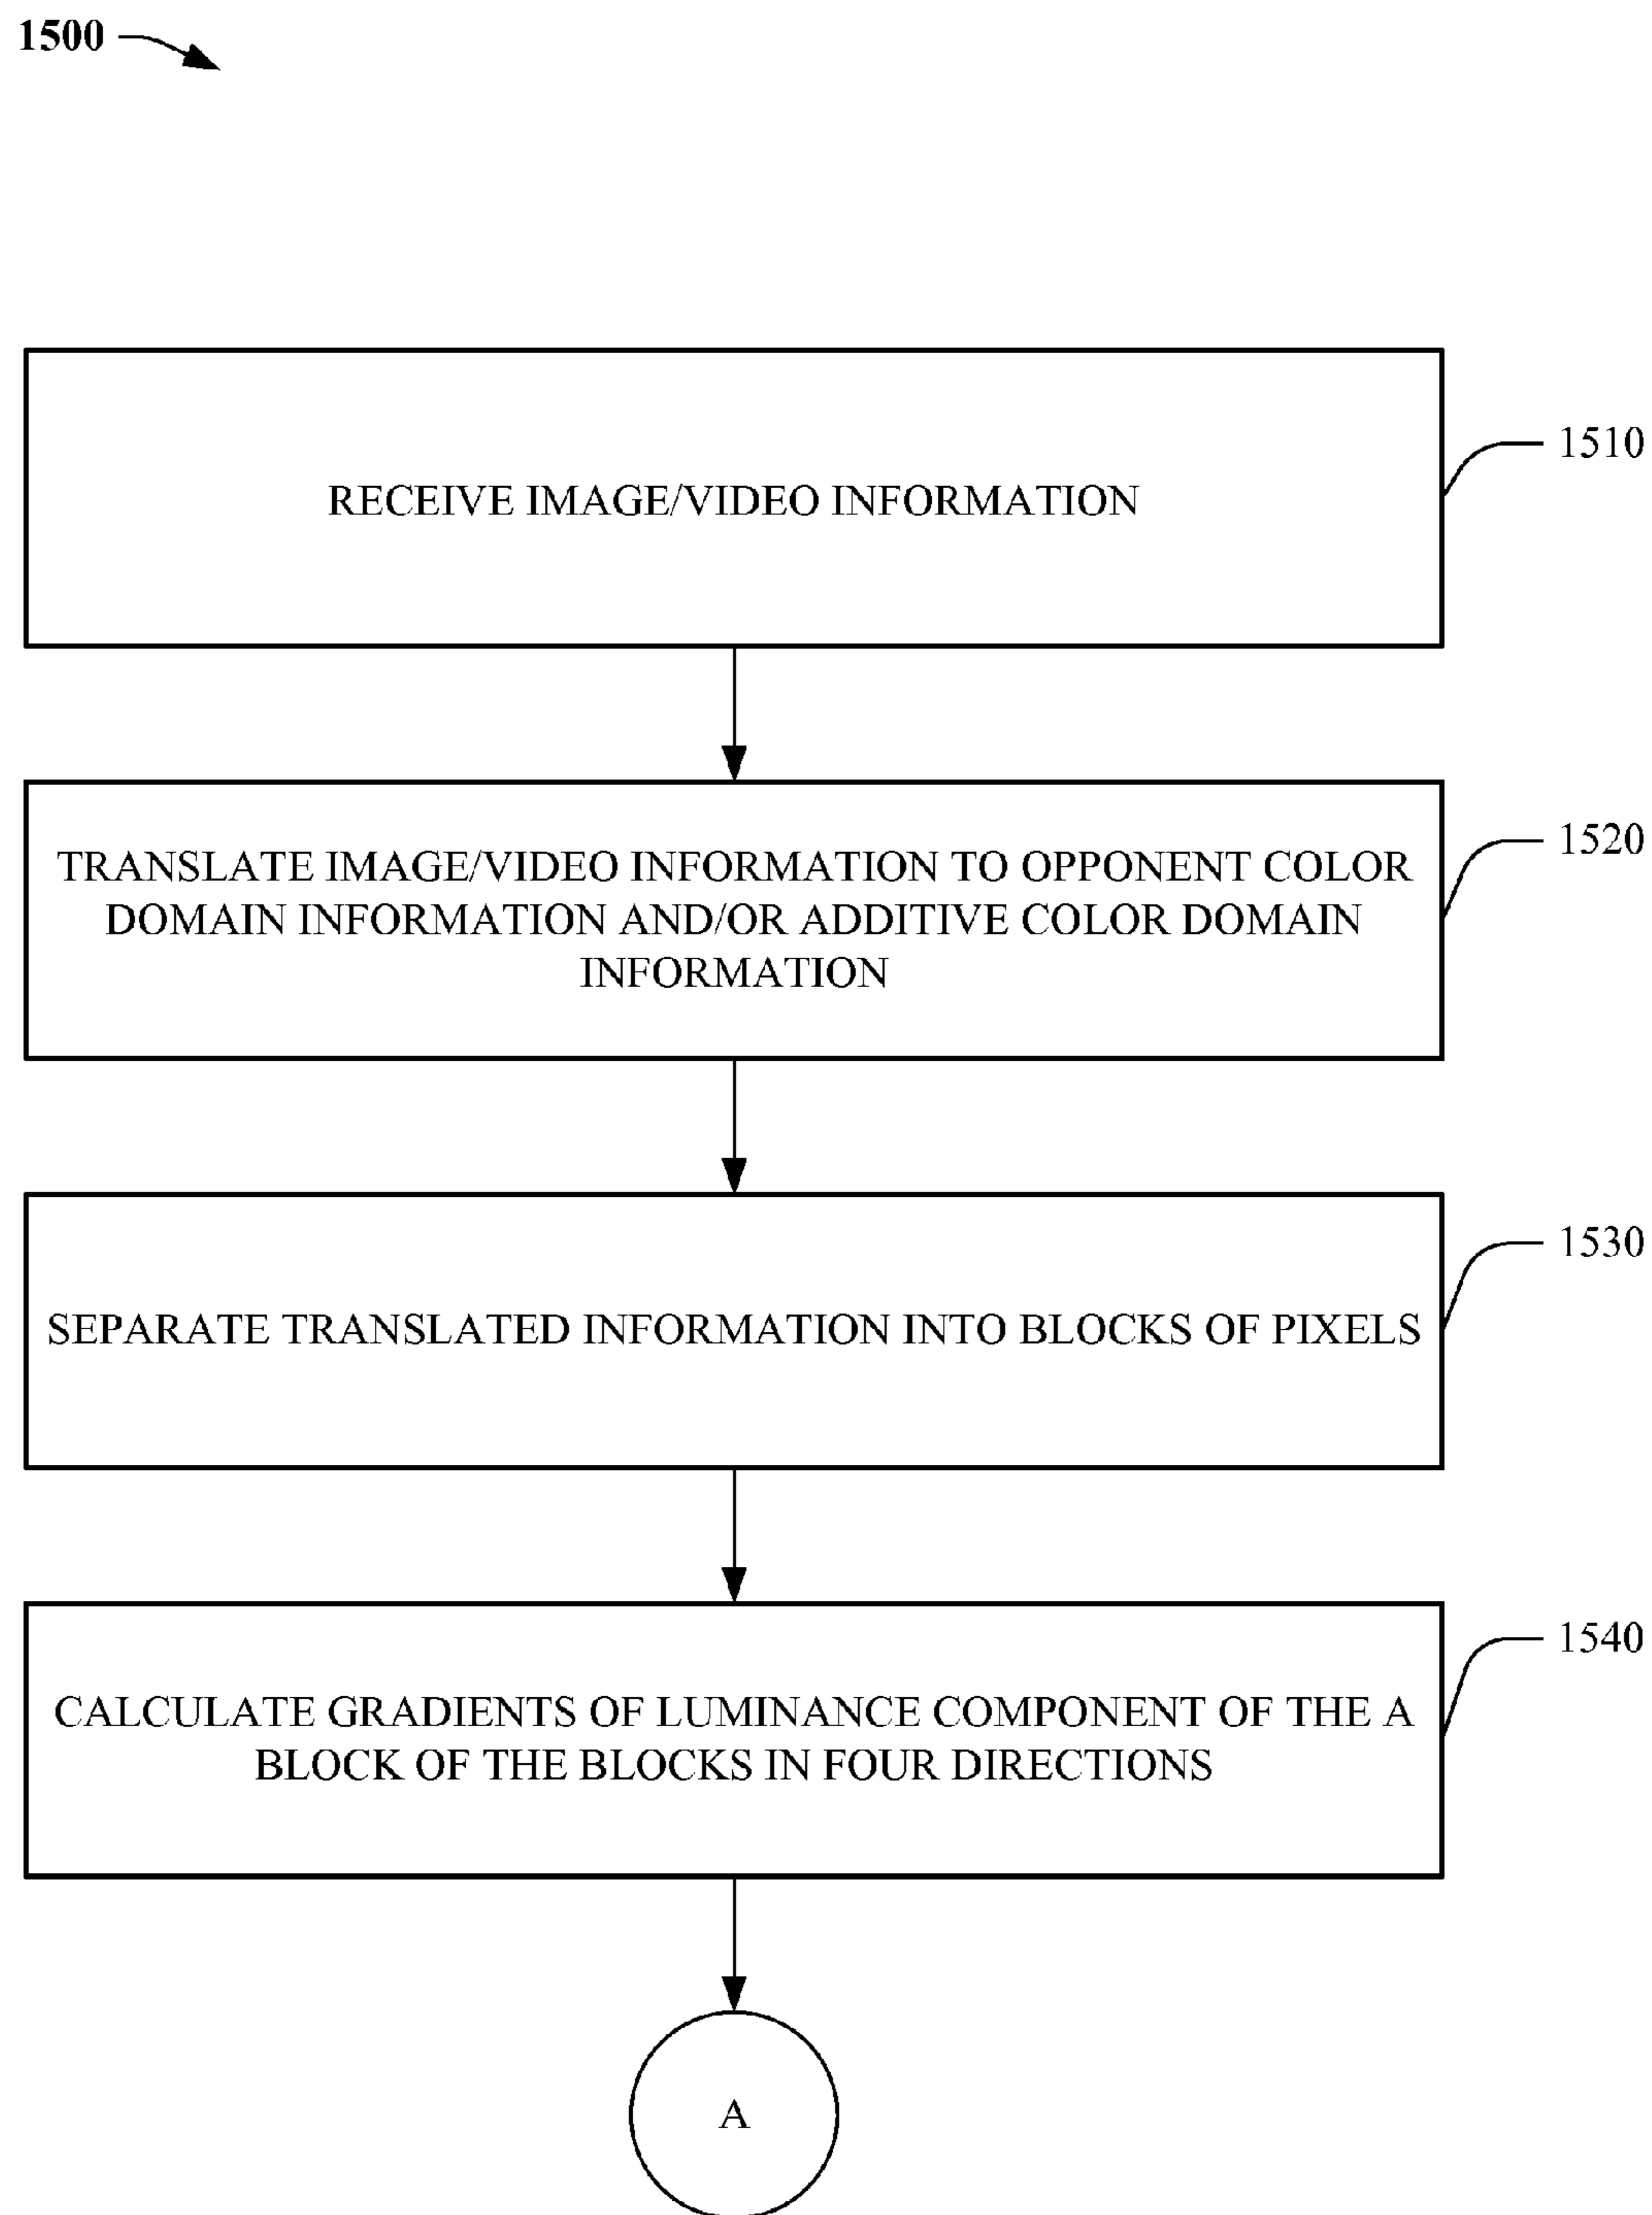 1500
RECEIVE IMAGE/VIDEO INFORMATION
1510
TRANSLATE IMAGE/VIDEO INFORMATION TO OPPONENT COLOR
DOMAIN INFORMATION AND/OR ADDITIVE COLOR DOMAIN
INFORMATION
1520
SEPARATE TRANSLATED INFORMATION INTO BLOCKS OF PIXELS
1530
CALCULATE GRADIENTS OF LUMINANCE COMPONENT OF THE A
BLOCK OF THE BLOCKS IN FOUR DIRECTIONS
1540
A